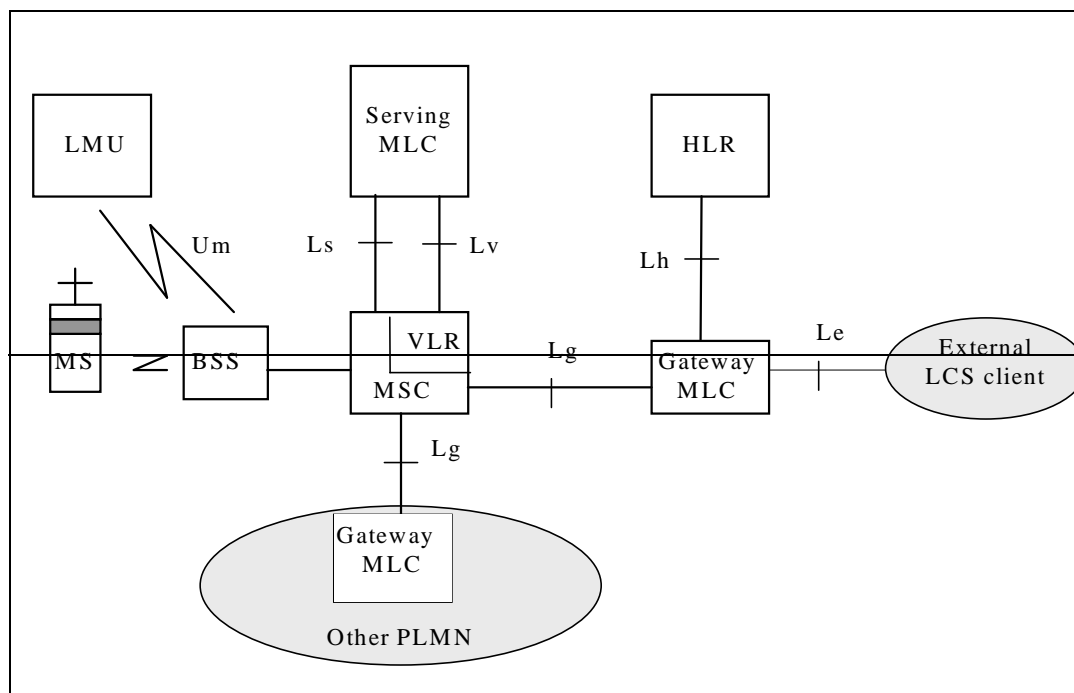 LMU
Serving
MLC
HLR
Um
Ls
Lv
Lh
MS
BSS
VLR
MSC
Lg
Gateway
MLC
Le
External
LCS client
Lg
Gateway
MLC
Other PLMN